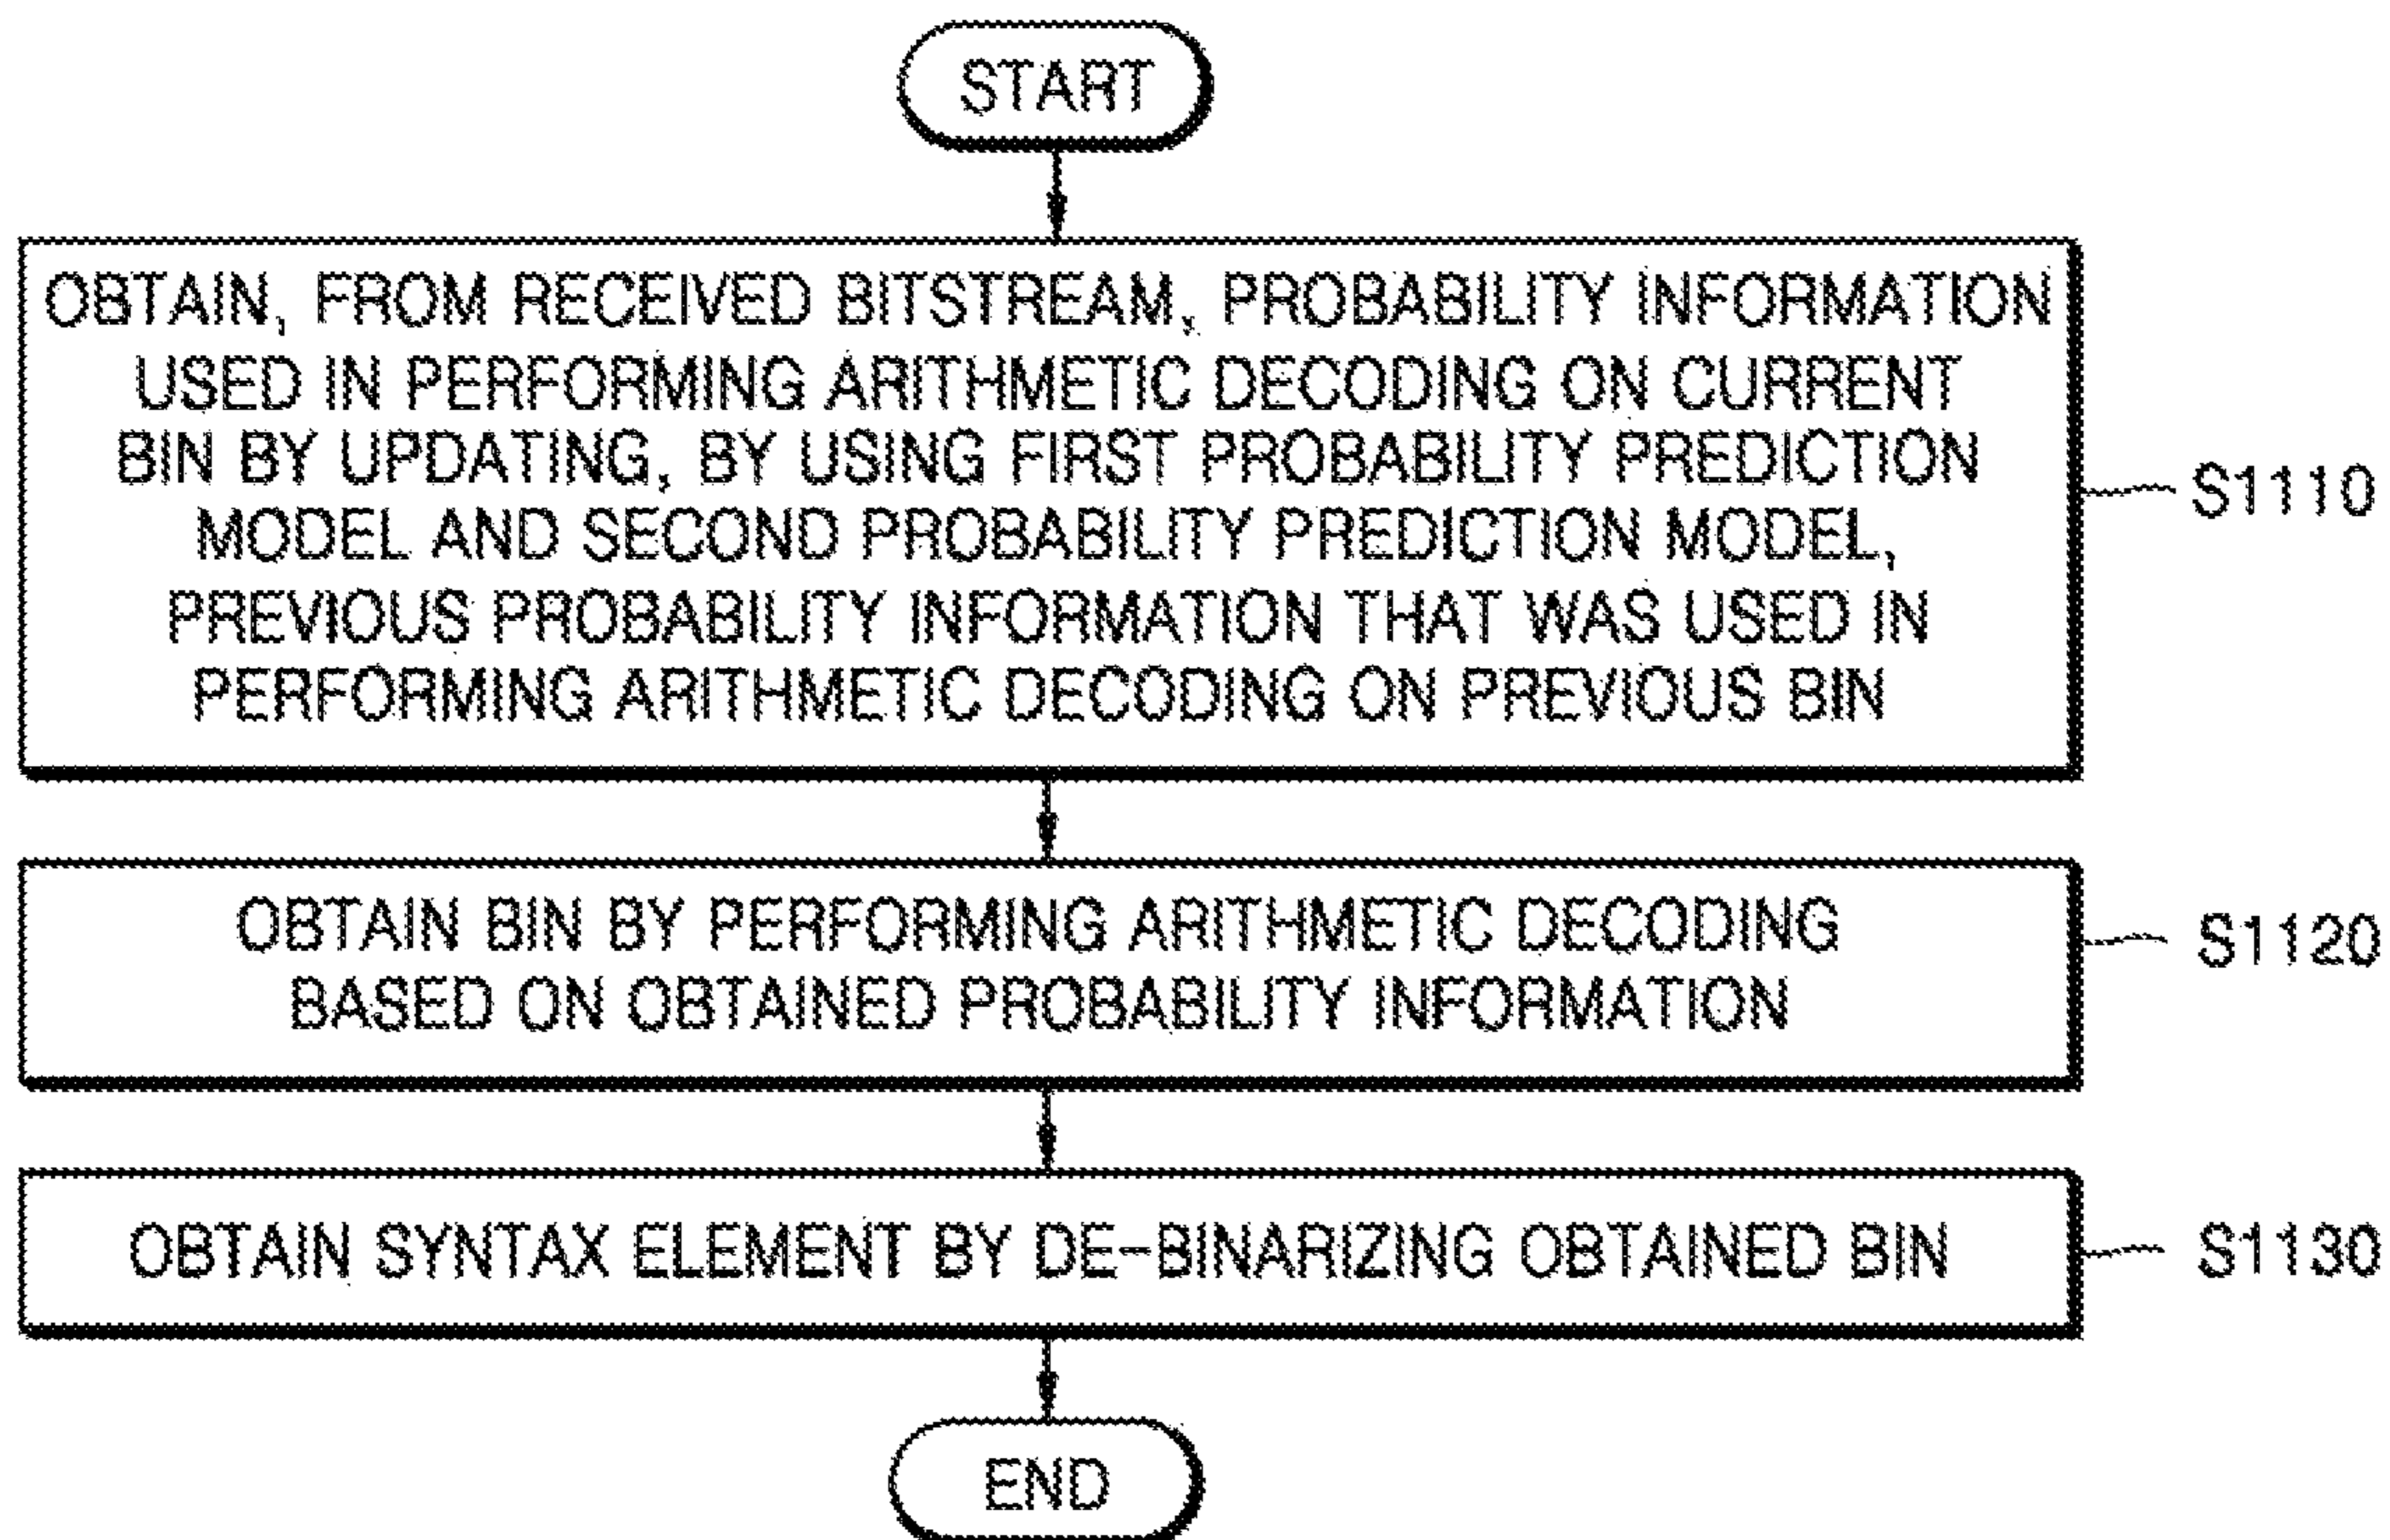 START
OBTAIN, FROM RECEIVED BITSTREAM, PROBABILITY INFORMATION
USED IN PERFORMING ARITHMETIC DECODING ON CURRENT
BIN BY UPDATING, BY USING FIRST PROBABILITY PREDICTION
MODEL AND SECOND PROBABILITY PREDICTION MODEL,
PREVIOUS PROBABILITY INFORMATION THAT WAS USED IN
PERFORMING ARITHMETIC DECODING ON PREVIOUS BIN
S1110
OBTAIN BIN BY PERFORMING ARITHMETIC DECODING
BASED ON OBTAINED PROBABILITY INFORMATION
S1120
OBTAIN SYNTAX ELEMENT BY DE-BINARIZING OBTAINED BIN
S1130
END